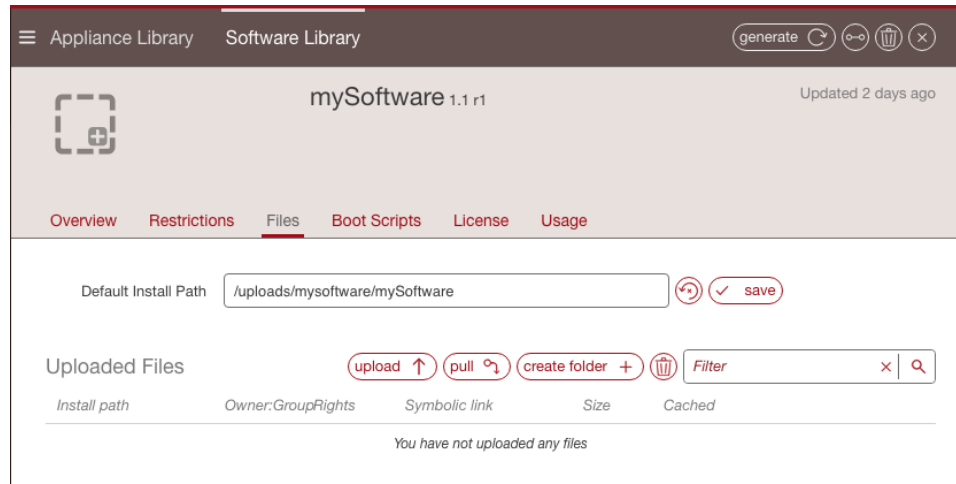 Appliance Library Software Library generate
mySoftware 1.1 r1 Updated 2 days ago
Overview Restrictions Files Boot Scripts License Usage
Default Install Path /uploads/mysoftware/mySoftware save
Uploaded Files upload pull create folder Filter
Install path Owner:GroupRights Symbolic link Size Cached
You have not uploaded any files